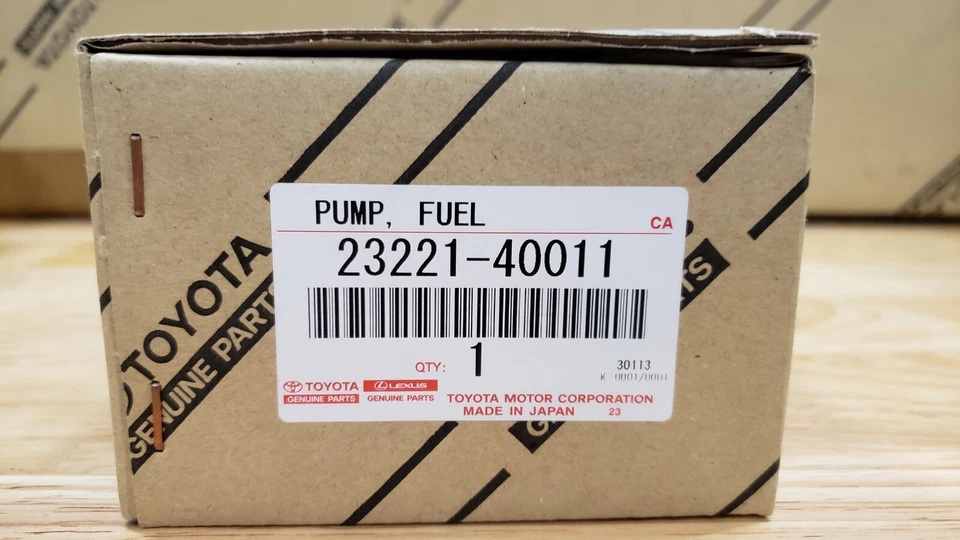 PUMP, FUEL
CA
23221-40011
QTY: 1
30113
K 0001/0001
TOYOTA LEXUS
GENUINE PARTS GENUINE PARTS
TOYOTA MOTOR CORPORATION
MADE IN JAPAN 23
TOYOTA
GENUINE PARTS
PARTS